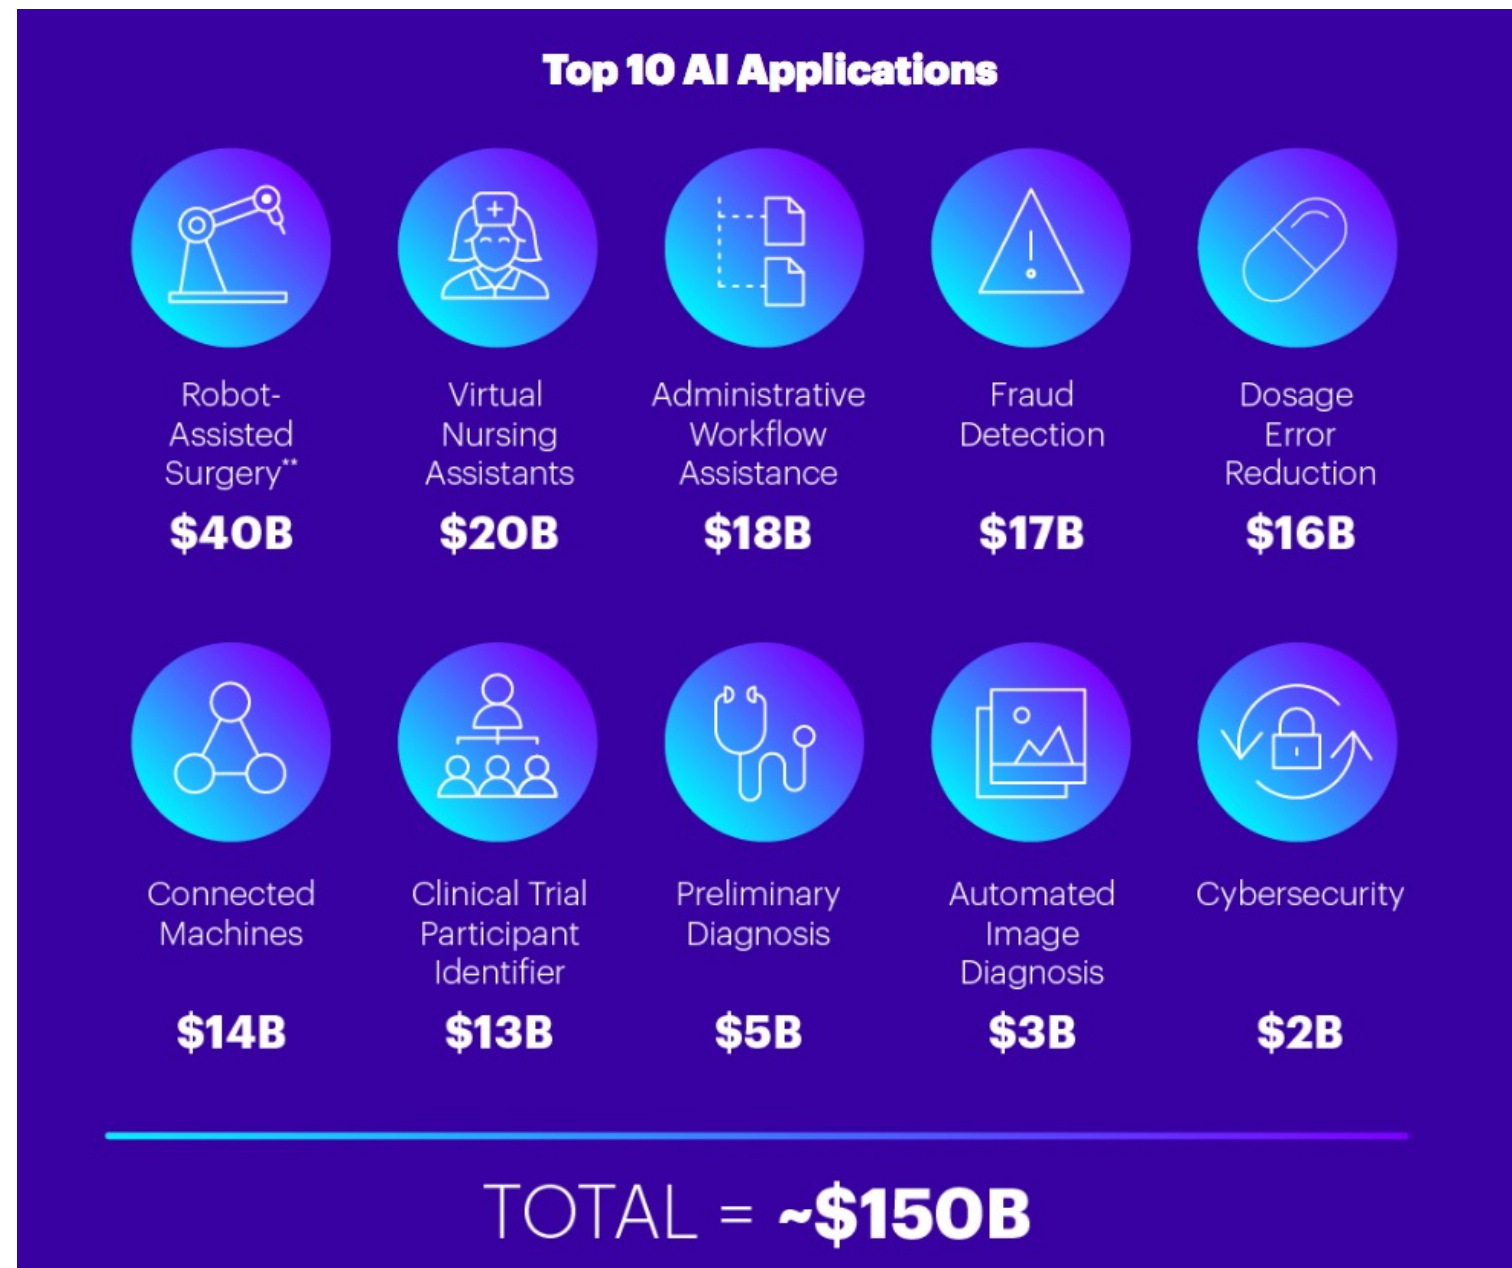 Top 10 AI Applications
Robot-
Assisted
Surgery**
$40B
Virtual
Nursing
Assistants
$20B
Administrative
Workflow
Assistance
$18B
Fraud
Detection
$17B
Dosage
Error
Reduction
$16B
Connected
Machines
$14B
Clinical Trial
Participant
Identifier
$13B
Preliminary
Diagnosis
$5B
Automated
Image
Diagnosis
$3B
Cybersecurity
$2B
TOTAL = ~$150B